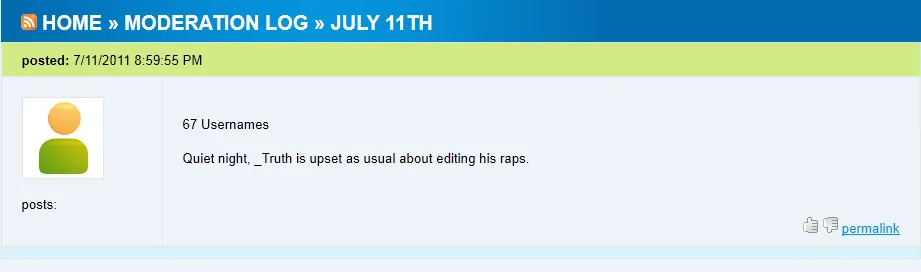 HOME » MODERATION LOG » JULY 11TH
posted: 7/11/2011 8:59:55 PM
67 Usernames
Quiet night, _Truth is upset as usual about editing his raps.
posts:
permalink